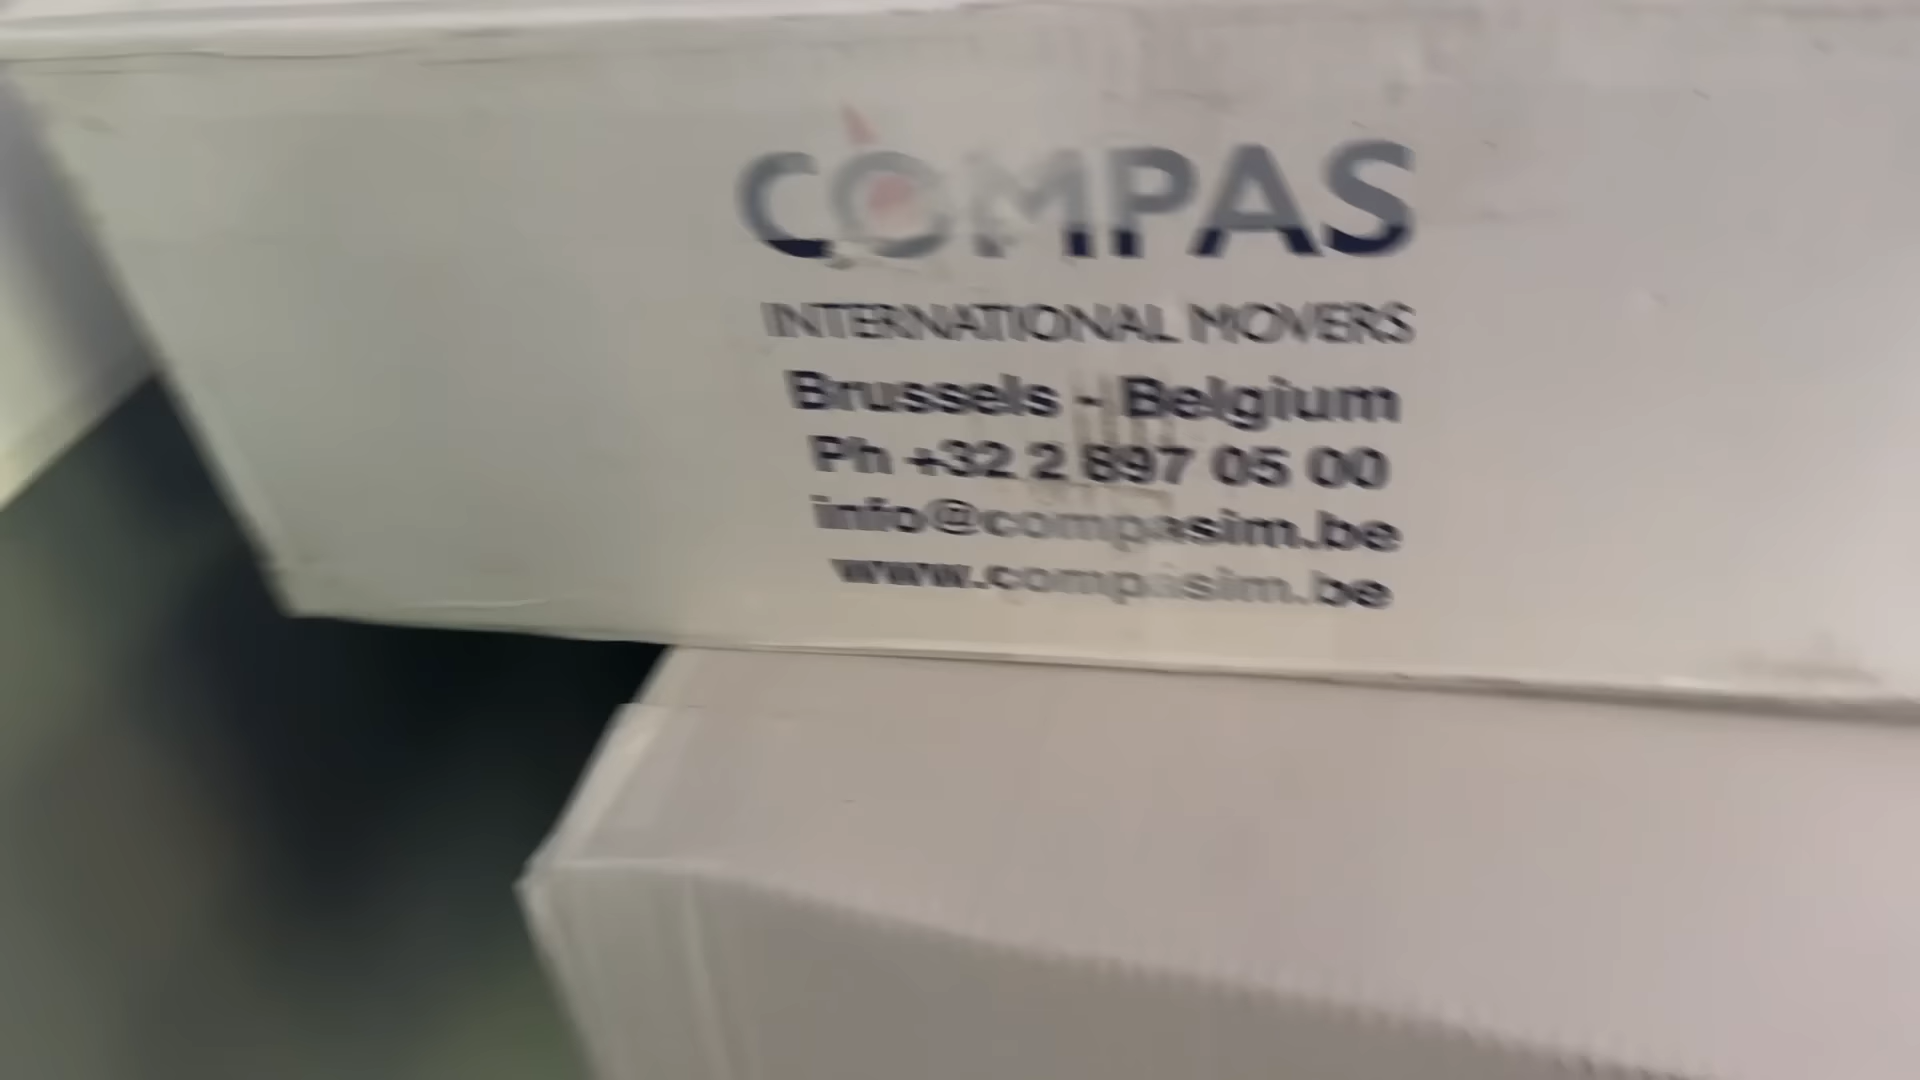 COMPAS
INTERNATIONAL MOVERS
Brussels - Belgium
Ph +32 2 897 05 00
info@compasim.be
www.compasim.be